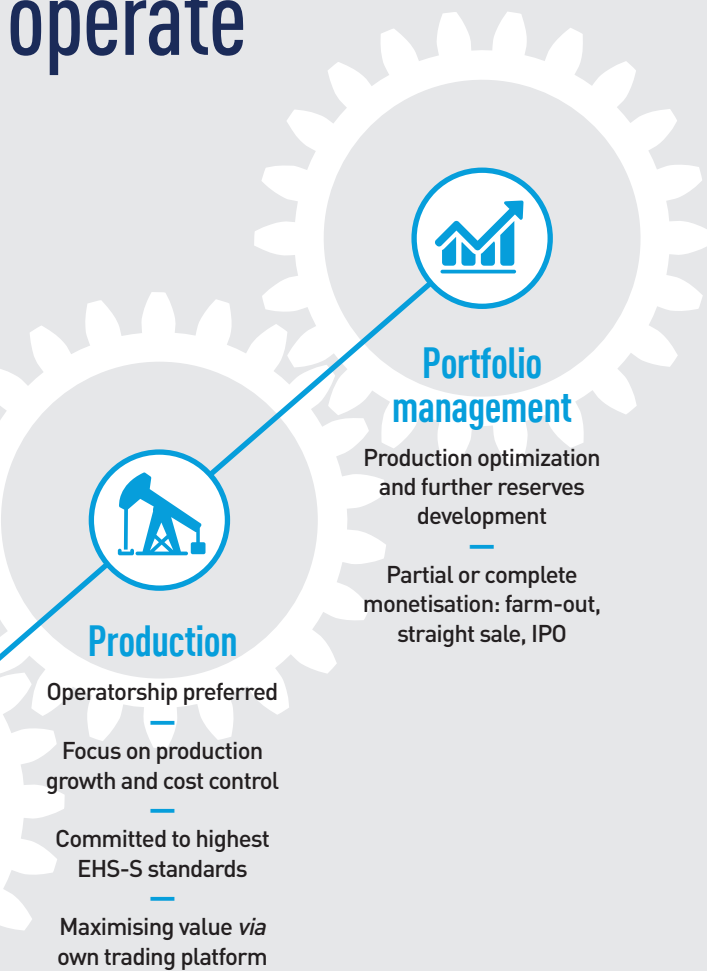 operate
Portfolio
management
Production optimization
and further reserves
development
Partial or complete
monetisation: farm-out,
straight sale, IPO
Production
Operatorship preferred
Focus on production
growth and cost control
Committed to highest
EHS-S standards
Maximising value via
own trading platform